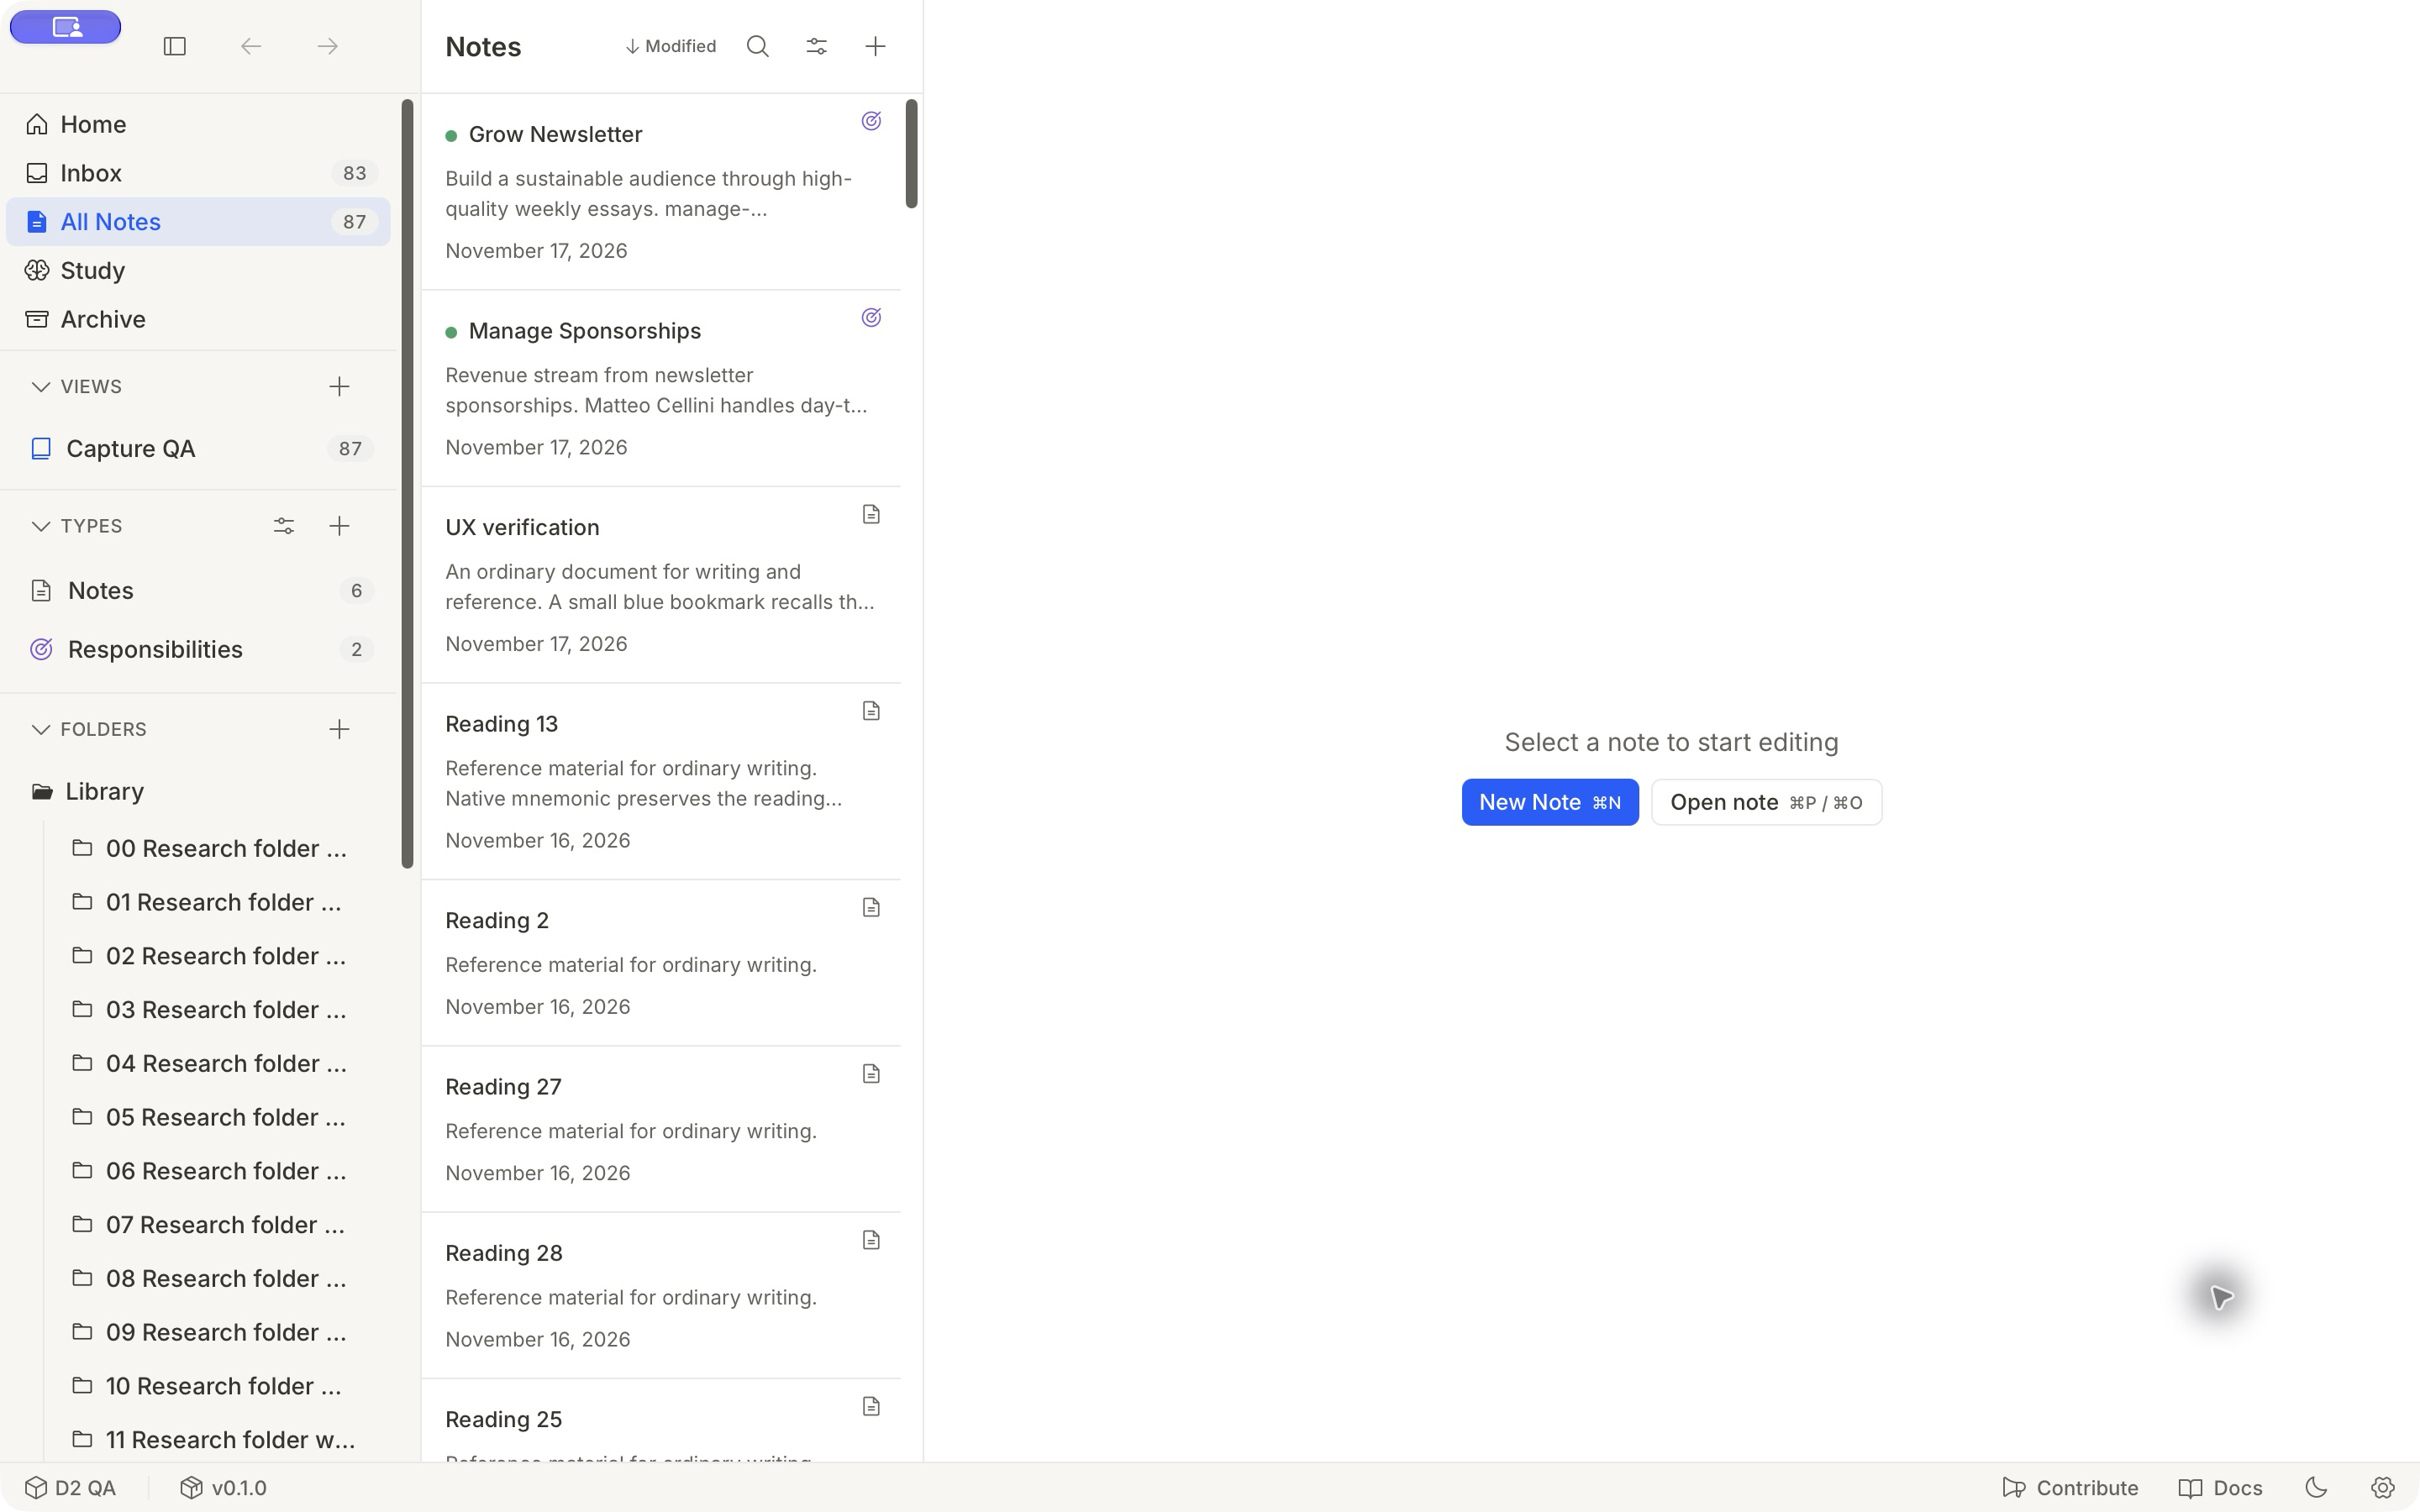 Home
Inbox 83
All Notes 87
Study
Archive
VIEWS
Capture QA 87
TYPES
Notes 6
Responsibilities 2
FOLDERS
Library
00 Research folder ...
01 Research folder ...
02 Research folder ...
03 Research folder ...
04 Research folder ...
05 Research folder ...
06 Research folder ...
07 Research folder ...
08 Research folder ...
09 Research folder ...
10 Research folder ...
11 Research folder w...
Notes Modified
Grow Newsletter
Build a sustainable audience through high-
quality weekly essays. manage-...
November 17, 2026
Manage Sponsorships
Revenue stream from newsletter
sponsorships. Matteo Cellini handles day-t...
November 17, 2026
UX verification
An ordinary document for writing and
reference. A small blue bookmark recalls th...
November 17, 2026
Reading 13
Reference material for ordinary writing.
Native mnemonic preserves the reading...
November 16, 2026
Reading 2
Reference material for ordinary writing.
November 16, 2026
Reading 27
Reference material for ordinary writing.
November 16, 2026
Reading 28
Reference material for ordinary writing.
November 16, 2026
Reading 25
Reference material for ordinary writing.
Select a note to start editing
New Note ⌘N Open note ⌘P / ⌘O
D2 QA v0.1.0 Contribute Docs